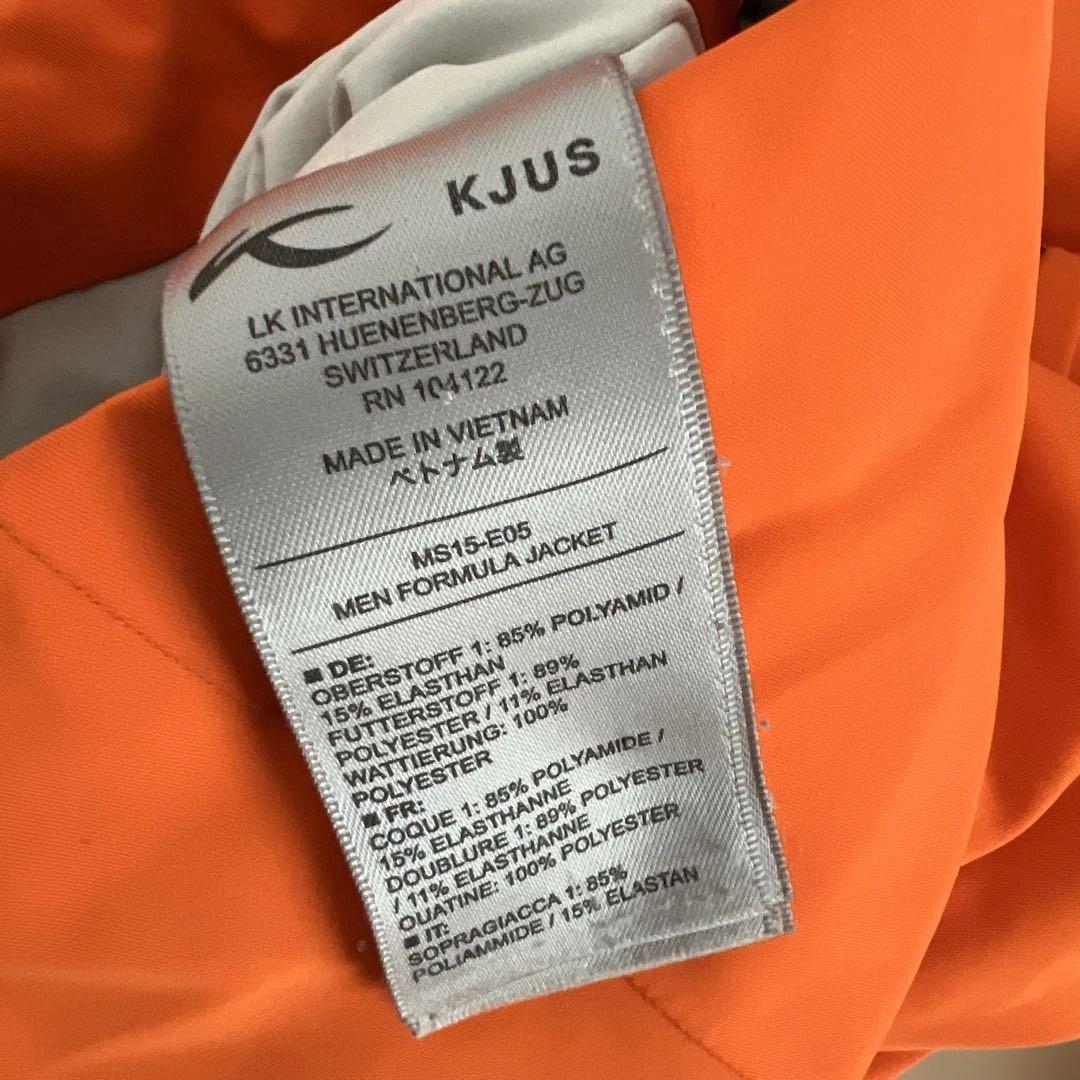 KJUS
LK INTERNATIONAL AG
6331 HUENENBERG-ZUG
SWITZERLAND
RN 104122
MADE IN VIETNAM
ベトナム製
MS15-E05
MEN FORMULA JACKET
■ DE:
OBERSTOFF 1: 85% POLYAMID /
15% ELASTHAN
FUTTERSTOFF 1: 89%
POLYESTER / 11% ELASTHAN
WATTIERUNG: 100%
POLYESTER
■ FR:
COQUE 1: 85% POLYAMIDE /
15% ELASTHANNE
DOUBLURE 1: 89% POLYESTER
/ 11% ELASTHANNE
OUATINE: 100% POLYESTER
■ IT:
SOPRAGIACCA 1: 85%
POLIAMMIDE / 15% ELASTAN